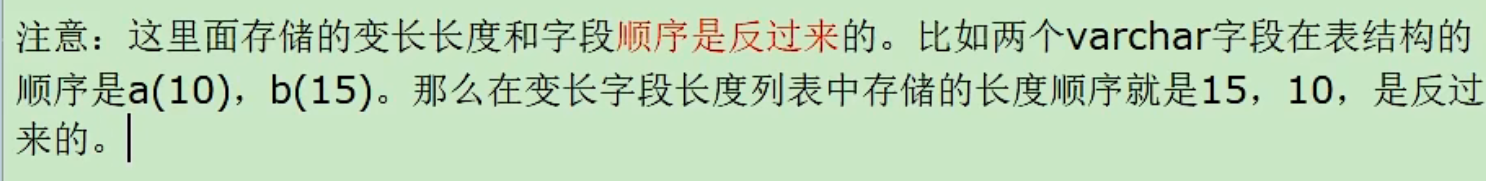 注意：这里面存储的变长长度和字段顺序是反过来的。比如两个varchar字段在表结构的
顺序是a(10)，b(15)。那么在变长字段长度列表中存储的长度顺序就是15，10，是反过
来的。